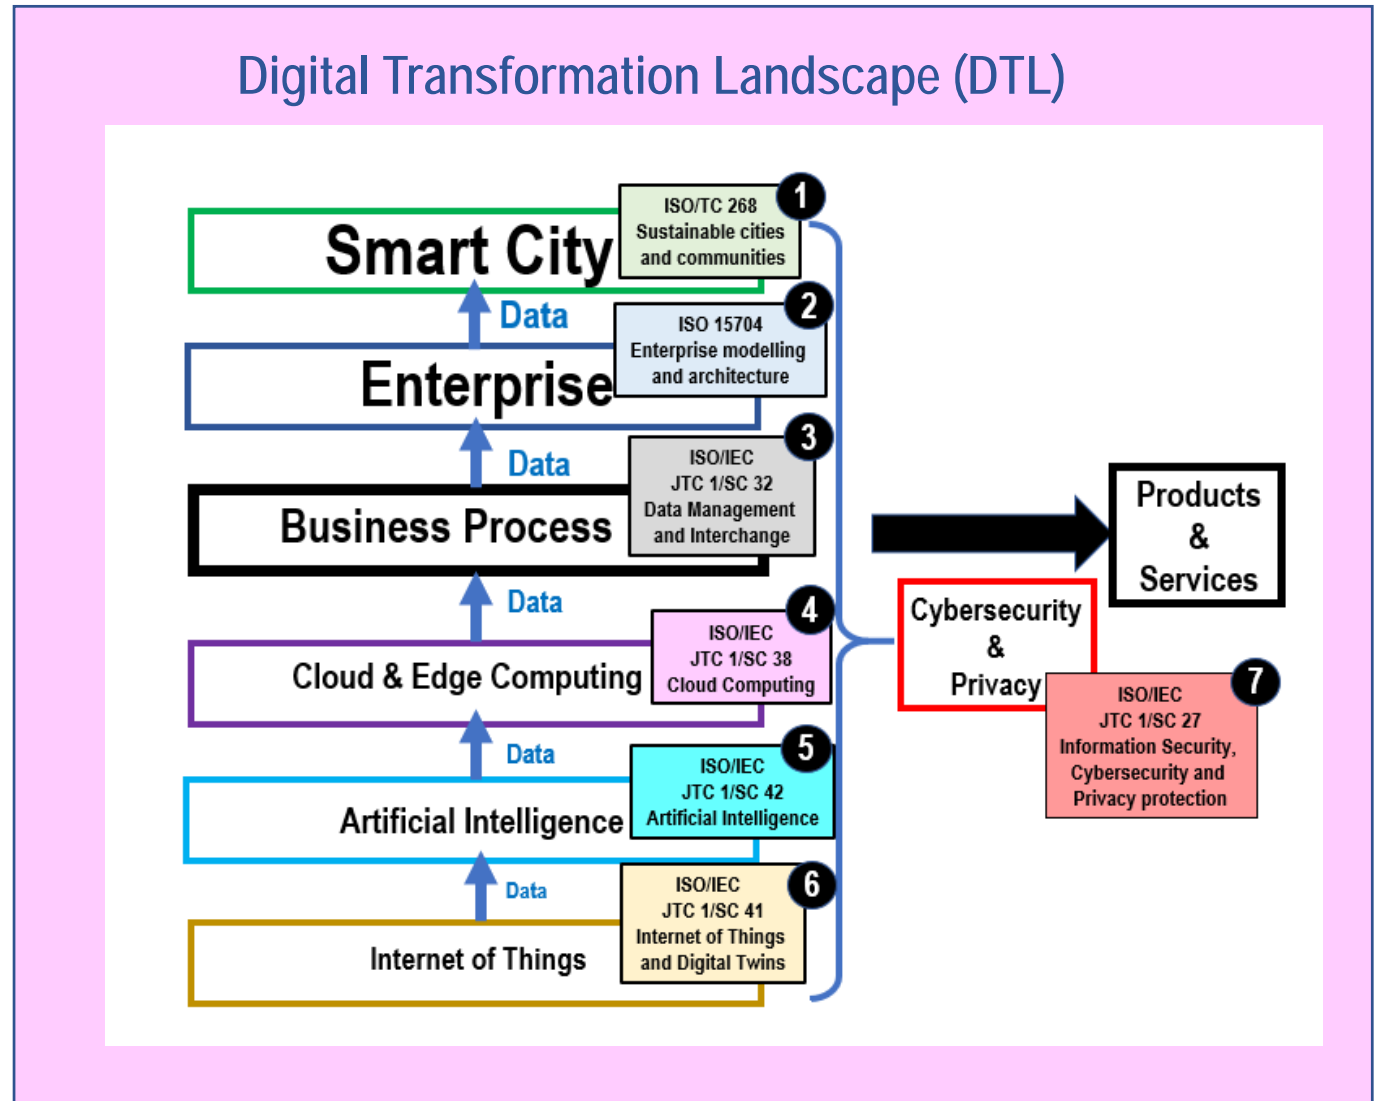 Digital Transformation Landscape (DTL)
1
ISO/TC 268
Sustainable cities
and communities
Smart City
Data
2
ISO 15704
Enterprise modelling
and architecture
Enterprise
Data
3
ISO/IEC
JTC 1/SC 32
Data Management
and Interchange
Business Process
Data
4
ISO/IEC
JTC 1/SC 38
Cloud Computing
Cloud & Edge Computing
Data
5
ISO/IEC
JTC 1/SC 42
Artificial Intelligence
Artificial Intelligence
Data
6
ISO/IEC
JTC 1/SC 41
Internet of Things
and Digital Twins
Internet of Things
Products
&
Services
Cybersecurity
&
Privacy
7
ISO/IEC
JTC 1/SC 27
Information Security,
Cybersecurity and
Privacy protection